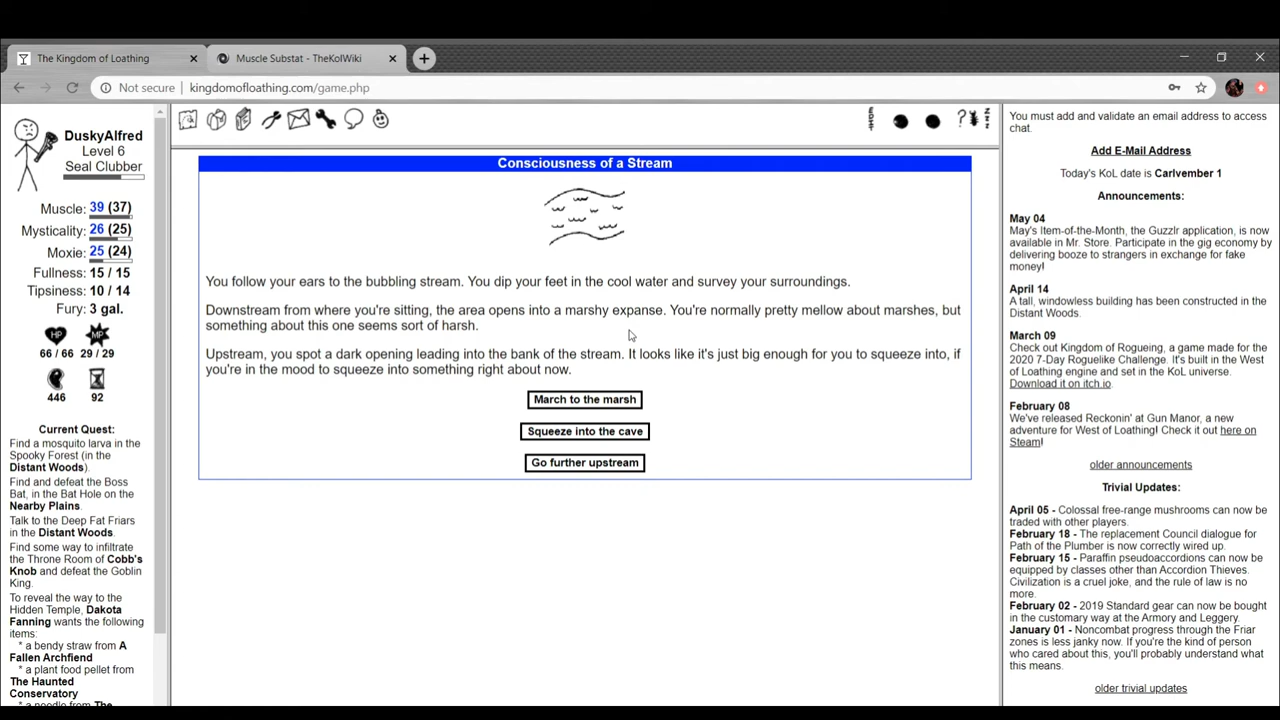 The Kingdom of Loathing
Muscle Substat - TheKolWiki
Not secure
kingdomofloathing.com/game.php
DuskyAlfred
Level 6
Seal Clubber
Muscle: 39 (37)
Mysticality: 26 (25)
Moxie: 25 (24)
Fullness: 15 / 15
Tipsiness: 10 / 14
Fury: 3 gal.
HP MP
66 / 66 29 / 29
446 92
Current Quest:
Find a mosquito larva in the
Spooky Forest (in the
Distant Woods).
Find and defeat the Boss
Bat, in the Bat Hole on the
Nearby Plains.
Talk to the Deep Fat Friars
in the Distant Woods.
Find some way to infiltrate
the Throne Room of Cobb's
Knob and defeat the Goblin
King.
To reveal the way to the
Hidden Temple, Dakota
Fanning wants the following
items:
* a bendy straw from A
Fallen Archfiend
* a plant food pellet from
The Haunted
Conservatory
* a needle from The
Consciousness of a Stream
You follow your ears to the bubbling stream. You dip your feet in the cool water and survey your surroundings.
Downstream from where you're sitting, the area opens into a marshy expanse. You're normally pretty mellow about marshes, but
something about this one seems sort of harsh.
Upstream, you spot a dark opening leading into the bank of the stream. It looks like it's just big enough for you to squeeze into, if
you're in the mood to squeeze into something right about now.
March to the marsh
Squeeze into the cave
Go further upstream
You must add and validate an email address to access
chat.
Add E-Mail Address
Today's KoL date is Carlvember 1
Announcements:
May 04
May's Item-of-the-Month, the Guzzlr application, is now
available in Mr. Store. Participate in the gig economy by
delivering booze to strangers in exchange for fake
money!
April 14
A tall, windowless building has been constructed in the
Distant Woods.
March 09
Check out Kingdom of Rogueing, a game made for the
2020 7-Day Roguelike Challenge. It's built in the West
of Loathing engine and set in the KoL universe.
Download it on itch.io.
February 08
We've released Reckonin' at Gun Manor, a new
adventure for West of Loathing! Check it out here on
Steam!
older announcements
Trivial Updates:
April 05 - Colossal free-range mushrooms can now be
traded with other players.
February 18 - The replacement Council dialogue for
Path of the Plumber is now correctly wired up.
February 15 - Paraffin pseudoaccordions can now be
equipped by classes other than Accordion Thieves.
Civilization is a cruel joke, and the rule of law is no
more.
February 02 - 2019 Standard gear can now be bought
in the customary way at the Armory and Leggery.
January 01 - Noncombat progress through the Friar
zones is less janky now. If you're the kind of person
who cared about this, you'll probably understand what
this means.
older trivial updates